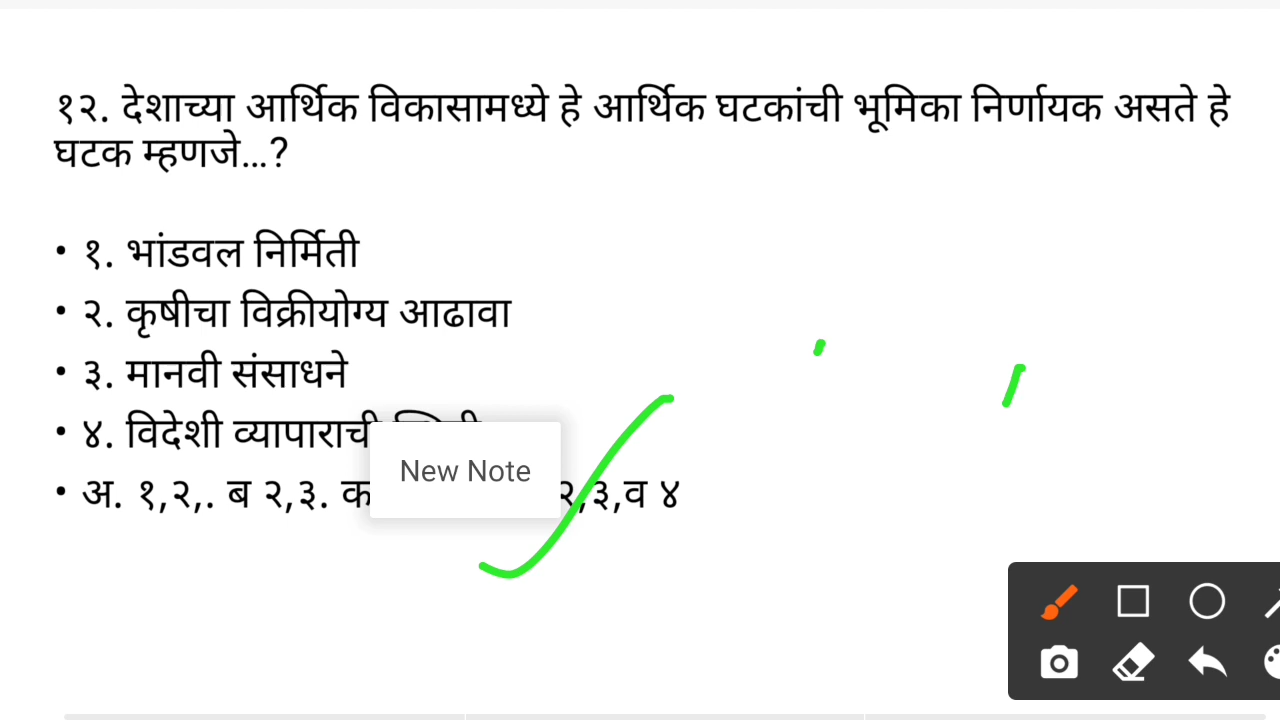 १२. देशाच्या आर्थिक विकासामध्ये हे आर्थिक घटकांची भूमिका निर्णायक असते हे
घटक म्हणजे...?
• १. भांडवल निर्मिती
• २. कृषीचा विक्रीयोग्य आढावा
• ३. मानवी संसाधने
• ४. विदेशी व्यापाराची
New Note
• अ. १,२,. ब २,३. क २,३,व ४